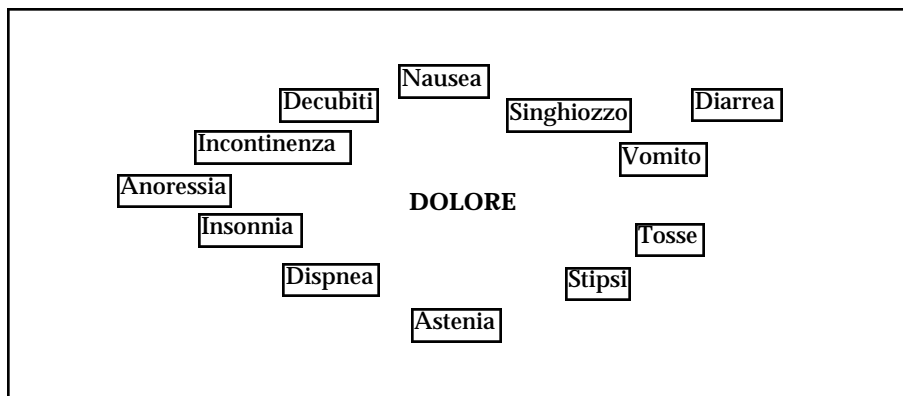 Nausea
Decubiti
Diarrea
Singhiozzo
Incontinenza
Vomito
Anoressia
DOLORE
Insonnia
Tosse
Dispnea
Stipsi
Astenia